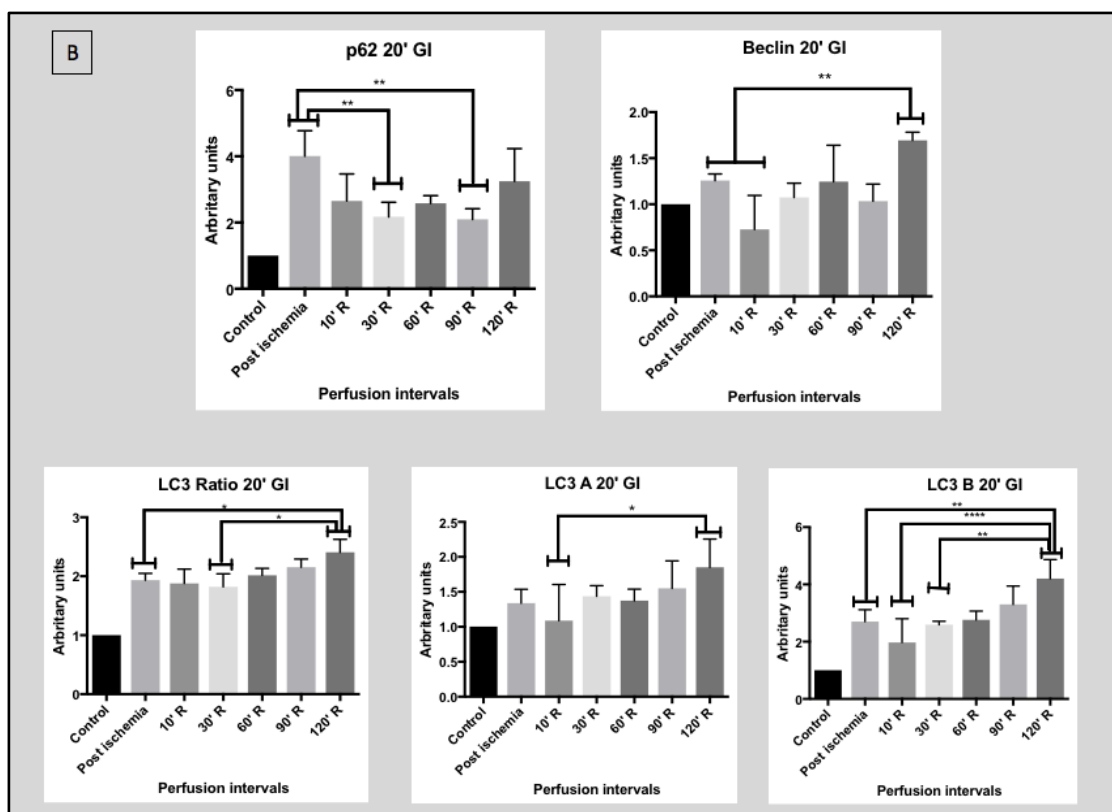 B
p62 20' GI
Arbritary units
6
4
2
0
**
**
Control
Post ischemia
10' R
30' R
60' R
90' R
120' R
Perfusion intervals
Beclin 20' GI
Arbritary units
2.0
1.5
1.0
0.5
0.0
**
Control
Post Ischemia
10' R
30' R
60' R
90' R
120' R
Perfusion intervals
LC3 Ratio 20' GI
Arbritary units
3
2
1
0
*
*
Control
Post ischemia
10' R
30' R
60' R
90' R
120' R
Perfusion intervals
LC3 A 20' GI
Arbritary units
2.5
2.0
1.5
1.0
0.5
0.0
*
Control
Post ischemia
10' R
30' R
60' R
90' R
120' R
Perfusion intervals
LC3 B 20' GI
Arbritary units
6
4
2
0
**
****
**
Control
Post ischemia
10' R
30' R
60' R
90' R
120' R
Perfusion intervals